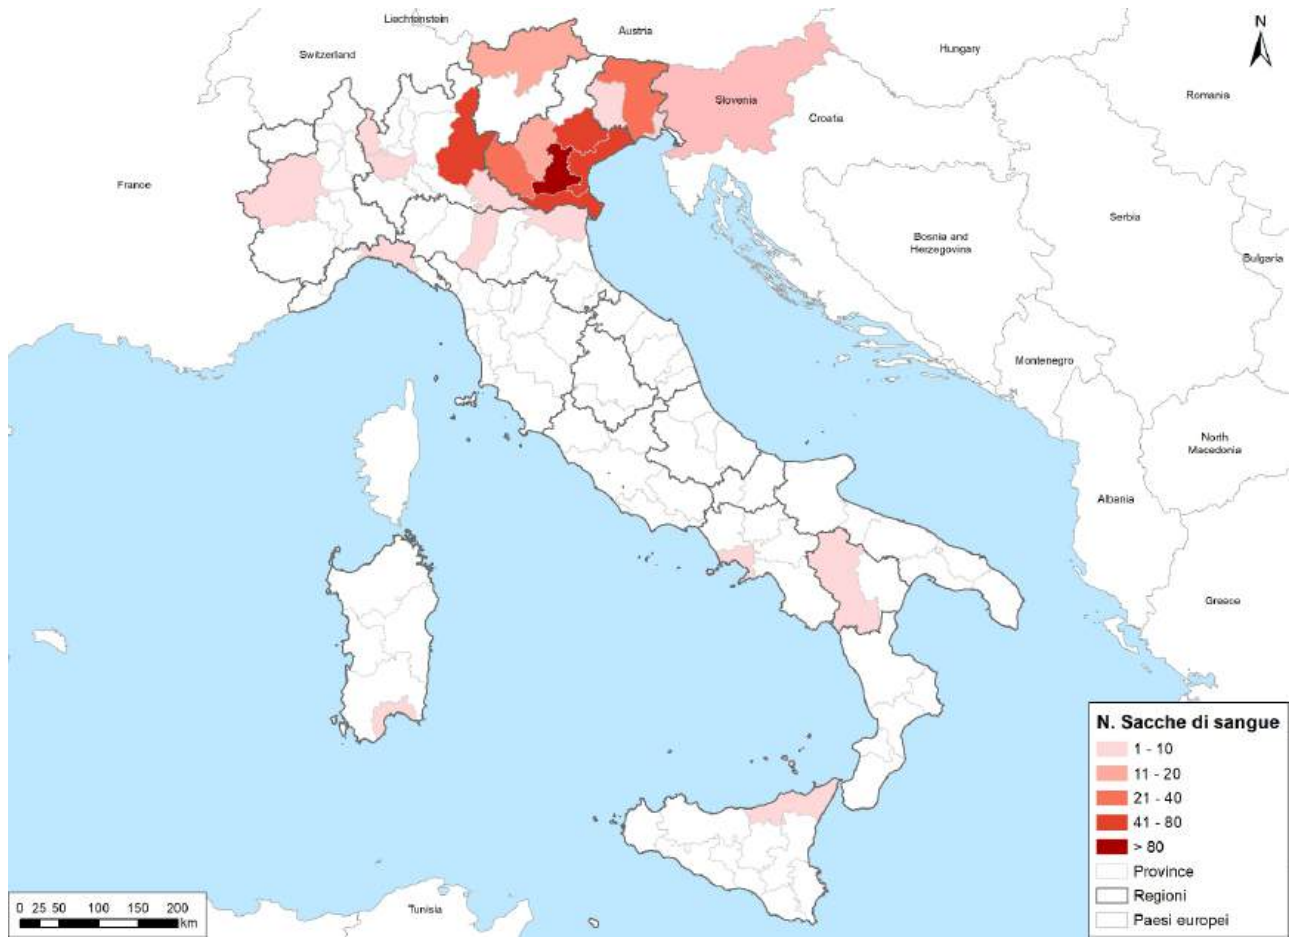 Liechtenstein
Austria
N
Switzerland
Hungary
Romania
Slovenia
Croatia
France
Serbia
Bosnia and
Herzegovina
Bulgaria
Montenegro
North
Macedonia
Albania
Greece
N. Sacche di sangue
1 - 10
11 - 20
21 - 40
41 - 80
> 80
Province
Regioni
Paesi europei
0 25 50 100 150 200
km
Tunisia